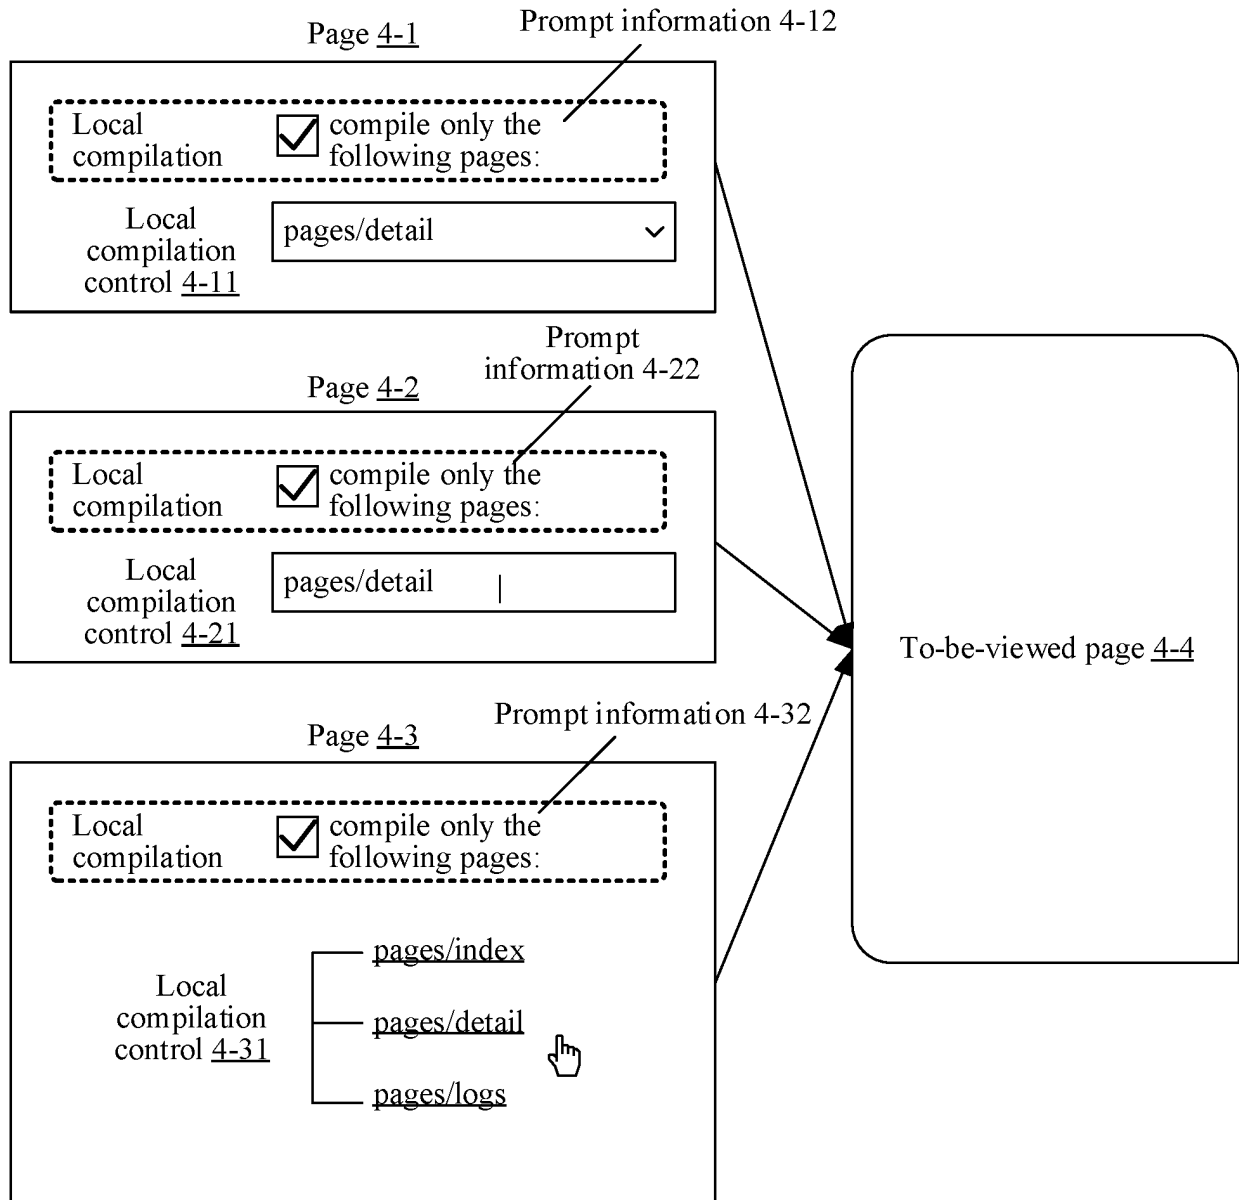 Prompt information 4-12
Page 4-1
Local compilation
compile only the following pages:
Local
compilation
control 4-11
pages/detail
Prompt
information 4-22
Page 4-2
Local compilation
compile only the following pages:
Local
compilation
control 4-21
pages/detail
To-be-viewed page 4-4
Prompt information 4-32
Page 4-3
Local compilation
compile only the following pages:
pages/index
Local
compilation
control 4-31
pages/detail
pages/logs